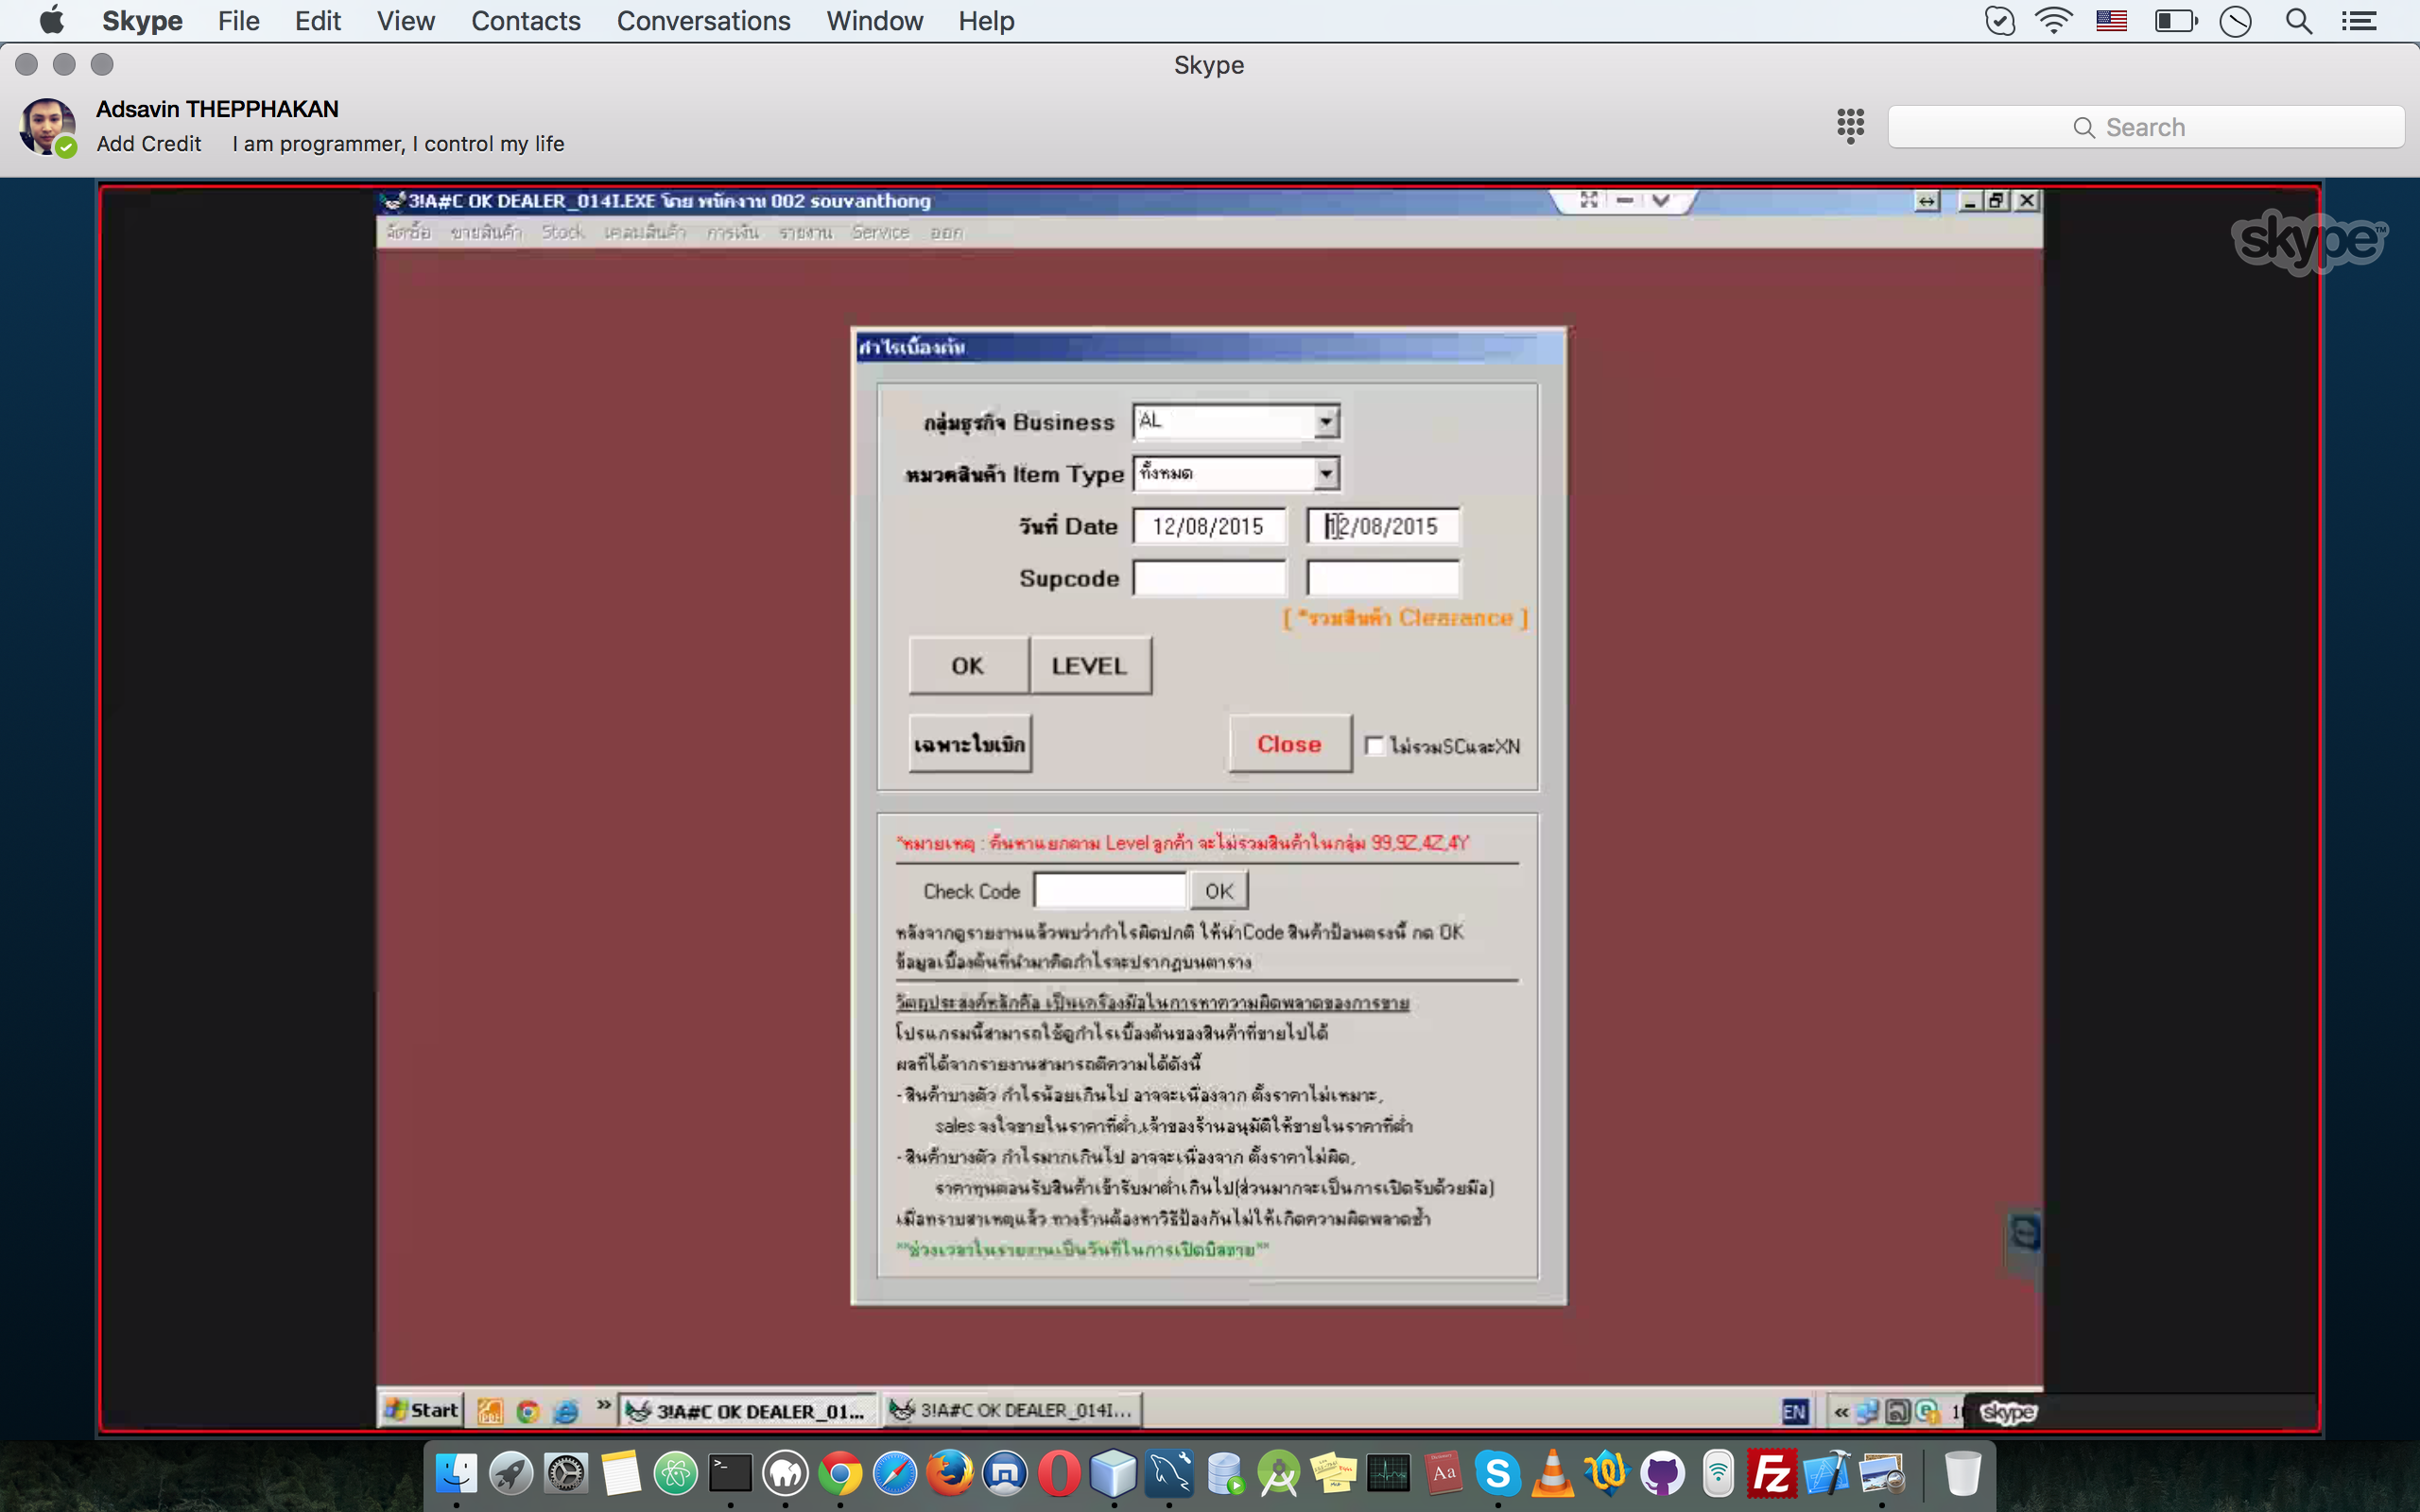 Skype File Edit View Contacts Conversations Window Help
Skype
Adsavin THEPPHAKAN
Add Credit I am programmer, I control my life
Search
3!A#C OK DEALER_014I.EXE โดย พนักงาน 002 souvanthong
จัดซื้อ ขายสินค้า Stock เคลมสินค้า การเงิน รายงาน Service ออก
skype™
กำไรเบื้องต้น
กลุ่มธุรกิจ Business AL
หมวดสินค้า Item Type ทั้งหมด
วันที่ Date 12/08/2015 12/08/2015
Supcode
[ *รวมสินค้า Clearance ]
OK LEVEL
เฉพาะใบเบิก Close ไม่รวมSCและXN
*หมายเหตุ : ค้นหาแยกตาม Level ลูกค้า จะไม่รวมสินค้าในกลุ่ม 99,9Z,4Z,4Y
Check Code OK
หลังจากดูรายงานแล้วพบว่ากำไรผิดปกติ ให้นำCode สินค้าป้อนตรงนี้ กด OK
ข้อมูลเบื้องต้นที่นำมาคิดกำไรจะปรากฏบนตาราง
วัตถุประสงค์หลักคือ เป็นเครื่องมือในการหาความผิดพลาดของการขาย
โปรแกรมนี้สามารถใช้ดูกำไรเบื้องต้นของสินค้าที่ขายไปได้
ผลที่ได้จากรายงานสามารถตีความได้ดังนี้
- สินค้าบางตัว กำไรน้อยเกินไป อาจจะเนื่องจาก ตั้งราคาไม่เหมาะ,
sales จงใจขายในราคาที่ต่ำ,เจ้าของร้านอนุมัติให้ขายในราคาที่ต่ำ
- สินค้าบางตัว กำไรมากเกินไป อาจจะเนื่องจาก ตั้งราคาไม่ผิด,
ราคาทุนตอนรับสินค้าเข้ารับมาต่ำเกินไป(ส่วนมากจะเป็นการเปิดรับด้วยมือ)
เมื่อทราบสาเหตุแล้ว ทางร้านต้องหาวิธีป้องกันไม่ให้เกิดความผิดพลาดซ้ำ
**ช่วงเวลาในรายงานเป็นวันที่ในการเปิดบิลขาย**
Start 3!A#C OK DEALER_01... 3!A#C OK DEALER_014I... EN skype